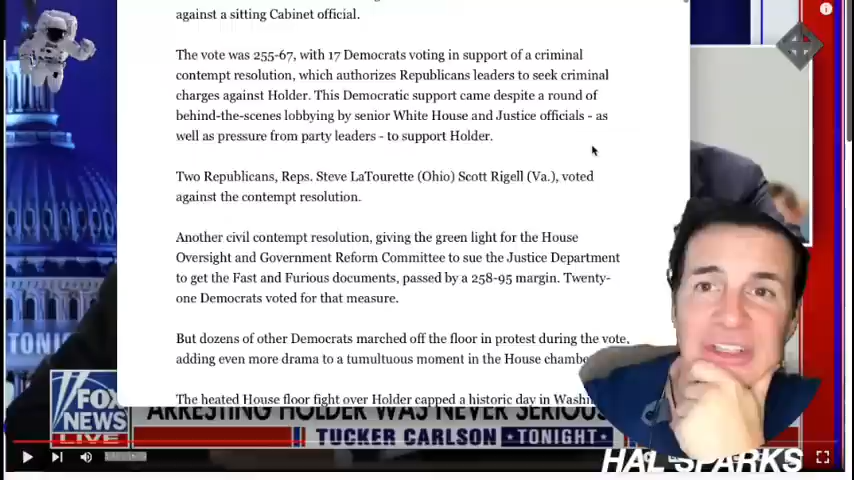 against a sitting Cabinet official.
The vote was 255-67, with 17 Democrats voting in support of a criminal
contempt resolution, which authorizes Republicans leaders to seek criminal
charges against Holder. This Democratic support came despite a round of
behind-the-scenes lobbying by senior White House and Justice officials - as
well as pressure from party leaders - to support Holder.
Two Republicans, Reps. Steve LaTourette (Ohio) Scott Rigell (Va.), voted
against the contempt resolution.
Another civil contempt resolution, giving the green light for the House
Oversight and Government Reform Committee to sue the Justice Department
to get the Fast and Furious documents, passed by a 258-95 margin. Twenty-
one Democrats voted for that measure.
But dozens of other Democrats marched off the floor in protest during the vote,
adding even more drama to a tumultuous moment in the House
The heated House floor fight over Holder capped a historic day in
TONIGHT
FOX
NEWS
LIVE
ARRESTING HOLDER WAS NEVER SERIOUS
TUCKER CARLSON TONIGHT
HAL SPARKS